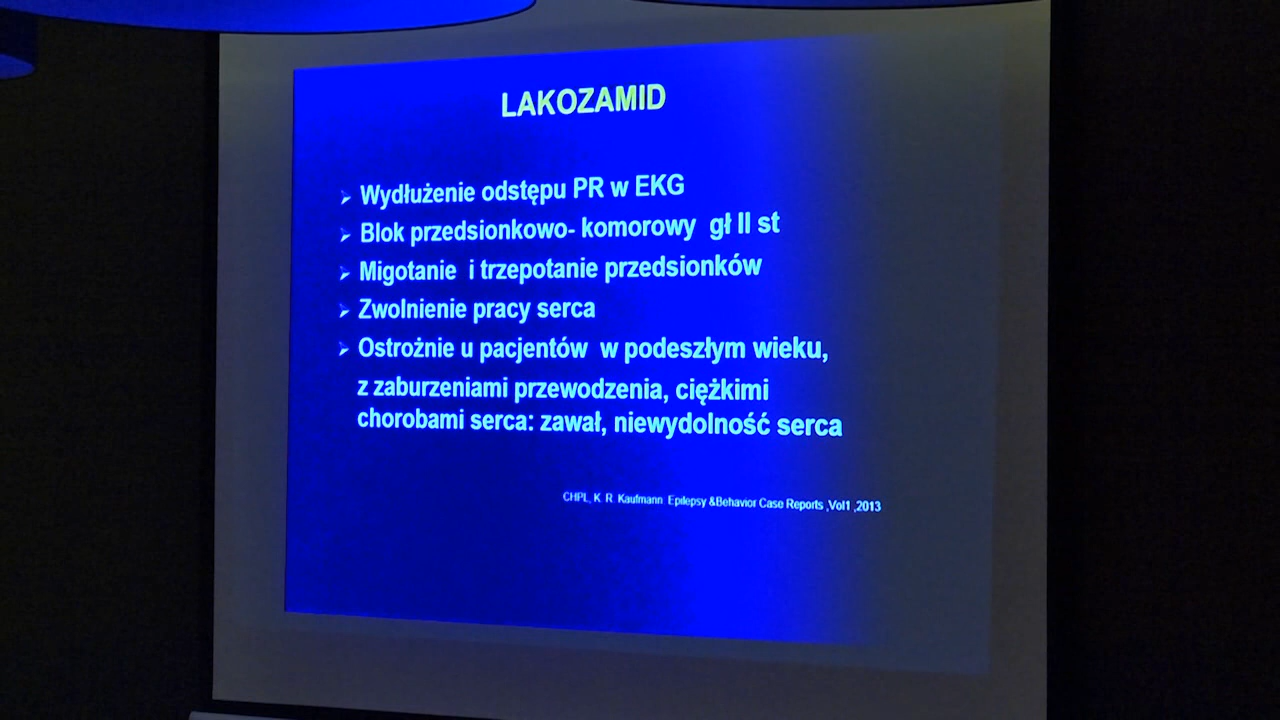 LAKOZAMID
➢ Wydłużenie odstępu PR w EKG
➢ Blok przedsionkowo- komorowy gł II st
➢ Migotanie i trzepotanie przedsionków
➢ Zwolnienie pracy serca
➢ Ostrożnie u pacjentów w podeszłym wieku,
z zaburzeniami przewodzenia, ciężkimi
chorobami serca: zawał, niewydolność serca
CHPL, K. R. Kaufmann Epilepsy &Behavior Case Reports ,Vol1 ,2013